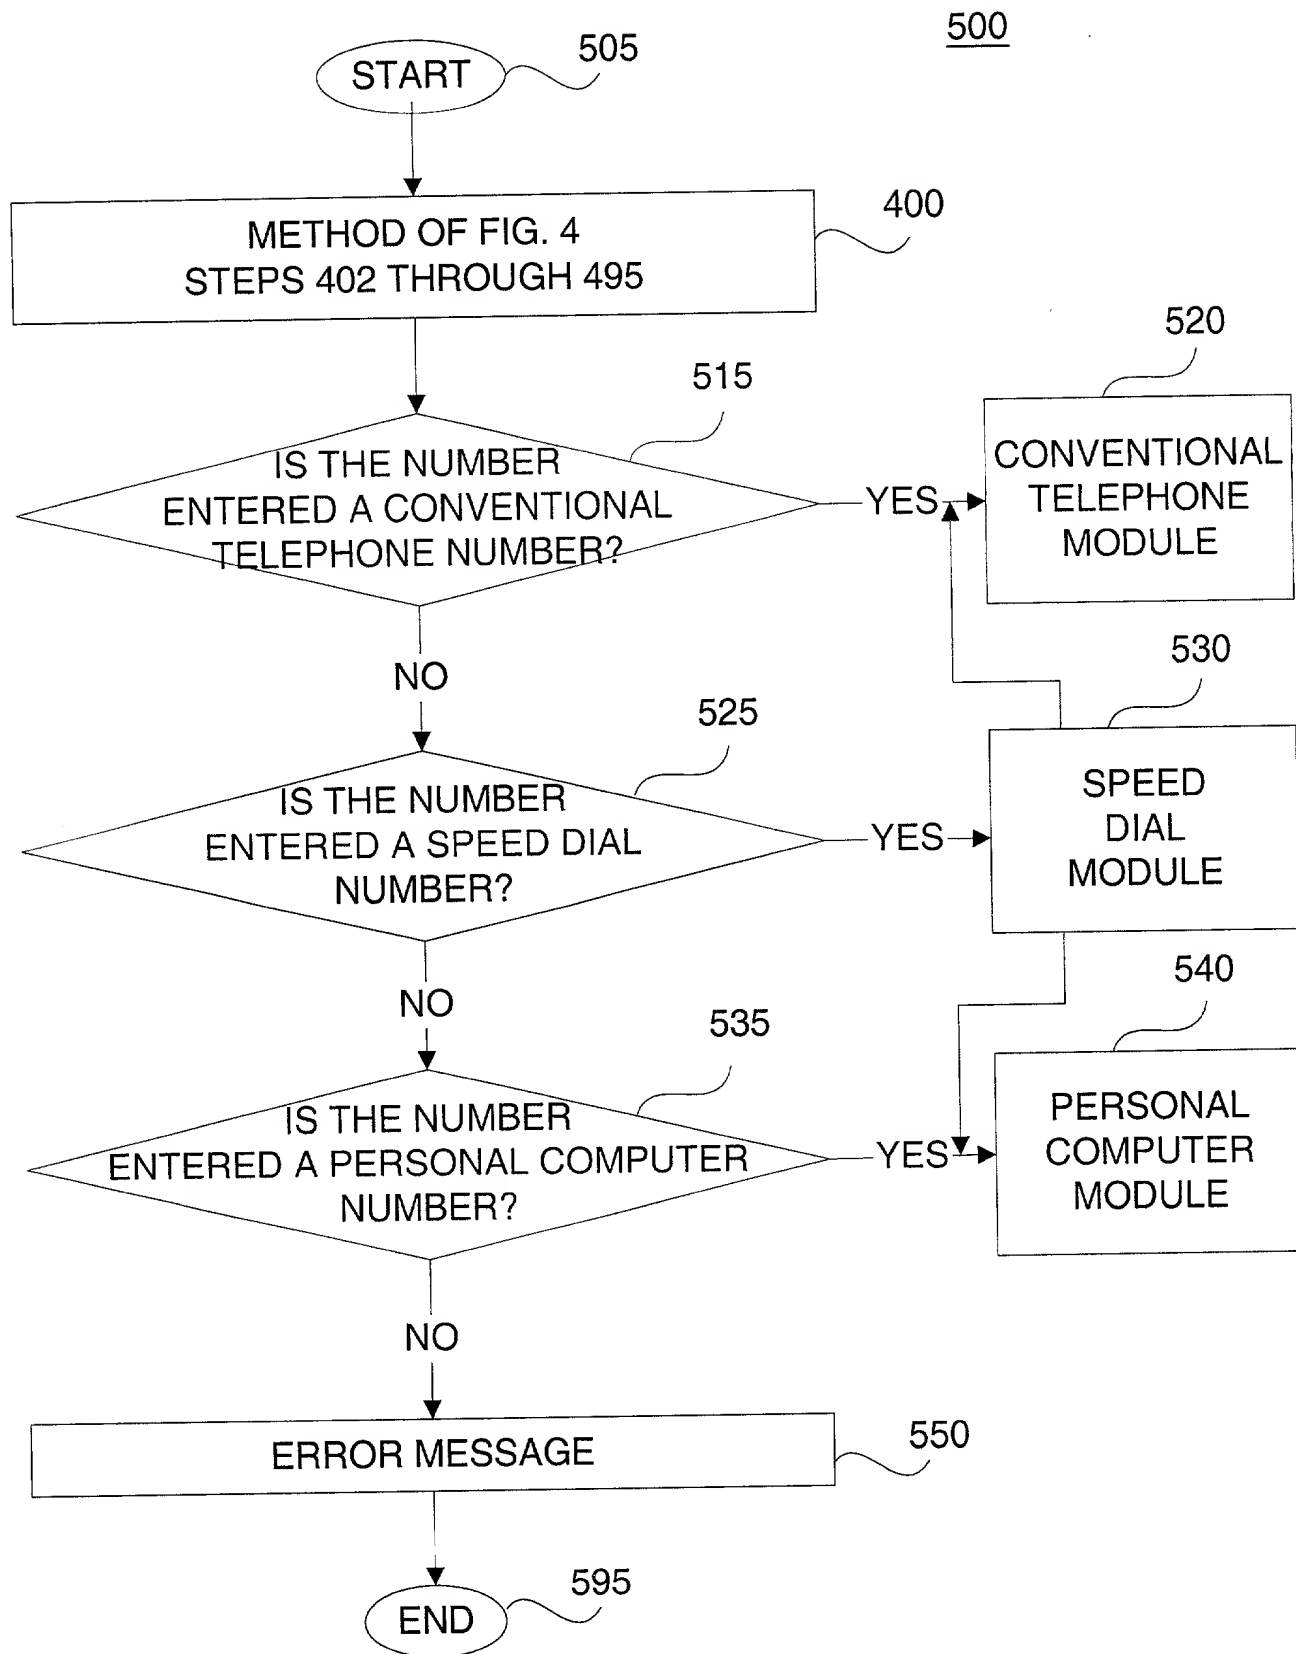 500
START
505
METHOD OF FIG. 4
STEPS 402 THROUGH 495
400
IS THE NUMBER
ENTERED A CONVENTIONAL
TELEPHONE NUMBER?
515
YES
CONVENTIONAL
TELEPHONE
MODULE
520
NO
IS THE NUMBER
ENTERED A SPEED DIAL
NUMBER?
525
YES
SPEED
DIAL
MODULE
530
NO
IS THE NUMBER
ENTERED A PERSONAL COMPUTER
NUMBER?
535
YES
PERSONAL
COMPUTER
MODULE
540
NO
ERROR MESSAGE
550
END
595